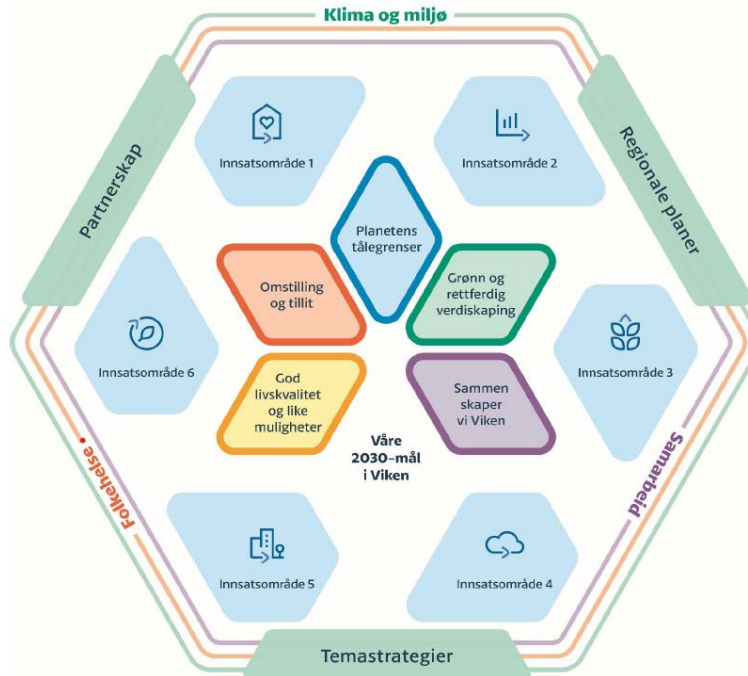 Klima og miljø
Partnerskap
Regionale planer
Innsatsområde 1
Innsatsområde 2
Planetens
tålegrenser
Omstilling
og tillit
Grønn og
rettferdig
verdiskaping
Innsatsområde 6
Innsatsområde 3
God
livskvalitet
og like
muligheter
Sammen
skaper
vi Viken
Våre
2030-mål
i Viken
Folkehelse
Samarbeid
Innsatsområde 5
Innsatsområde 4
Temastrategier